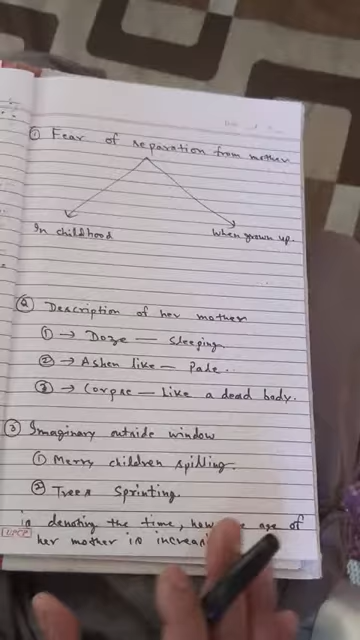 ① Fear of separation from mother
In childhood
When grown up.
② Description of her mother
① → Doze — sleeping.
② → Ashen like — Pale.
③ → Corpse — Like a dead body.
③ Imaginary outside window
① Merry children spilling.
② Trees Sprinting.
is denoting the time, how age of
her mother is